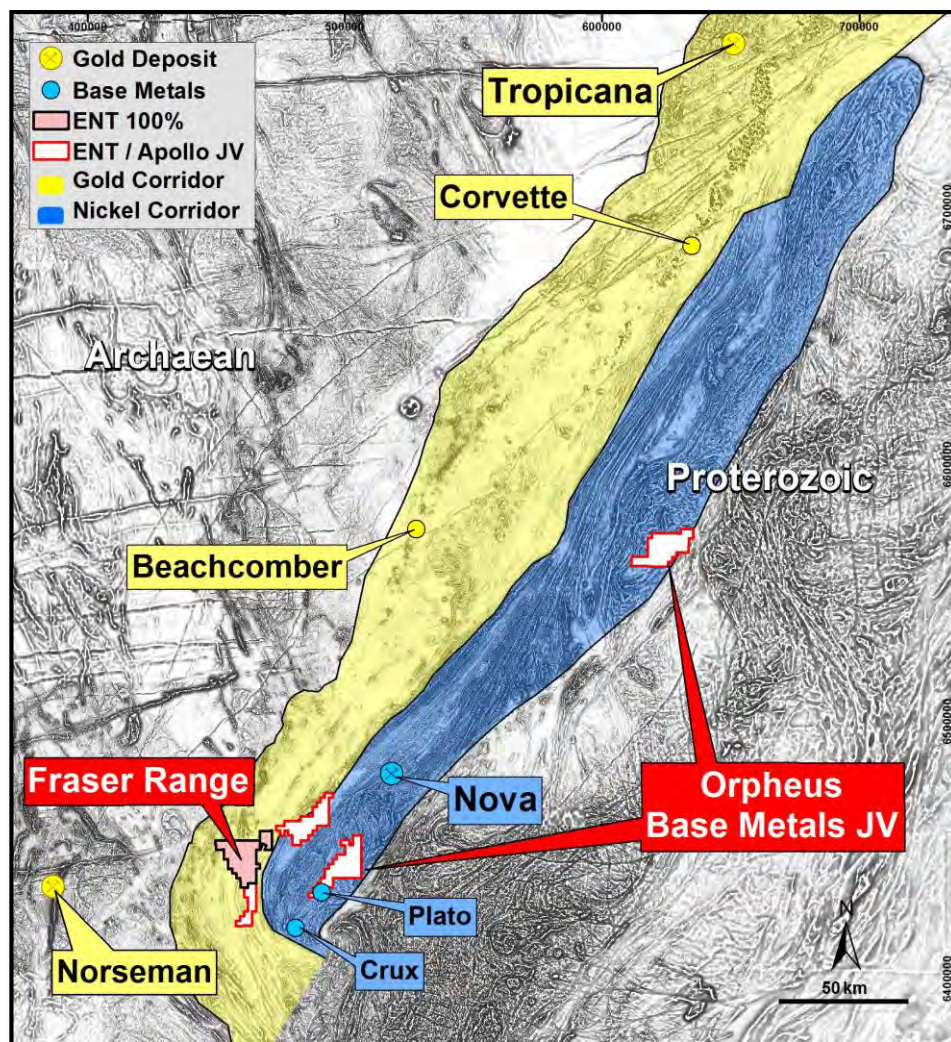 400000
500000
600000
700000
Gold Deposit
Base Metals
ENT 100%
ENT / Apollo JV
Gold Corridor
Nickel Corridor
Tropicana
Corvette
6700000
Archaean
Proterozoic
6600000
Beachcomber
6500000
Fraser Range
Nova
Orpheus
Base Metals JV
Plato
Norseman
Crux
N
50 km
6400000